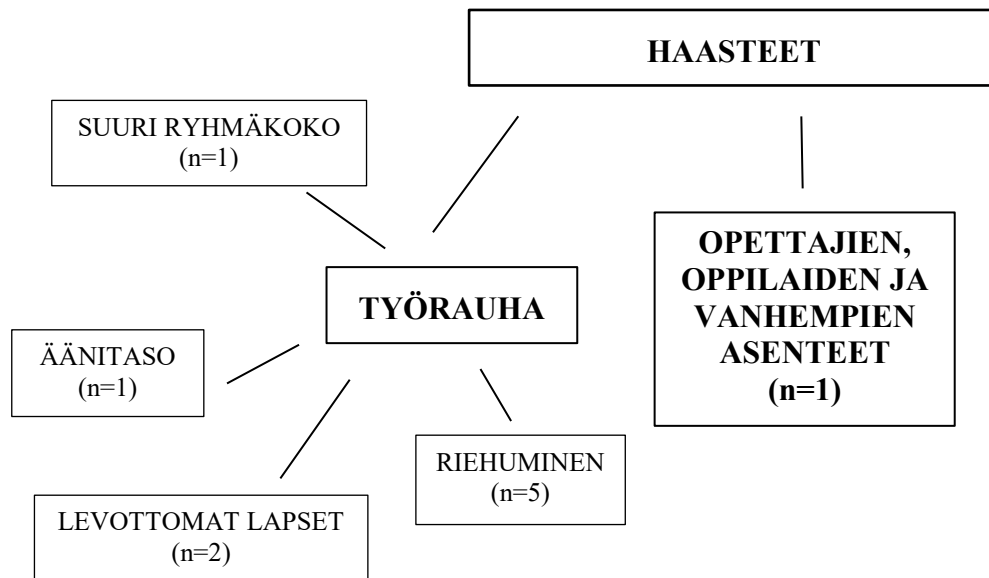 HAASTEET
SUURI RYHMÄKOKO
(n=1)
OPETTAJIEN,
OPPILAIDEN JA
VANHEMPIEN
ASENTEET
(n=1)
TYÖRAUHA
ÄÄNITASO
(n=1)
RIEHUMINEN
(n=5)
LEVOTTOMAT LAPSET
(n=2)